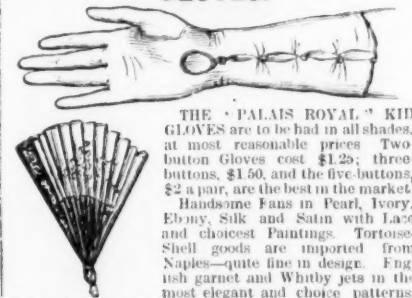 THE "PALAIS ROYAL" KID
GLOVES are to be had in all shades,
at most reasonable prices Two
button Gloves cost $1.25; three
buttons, $1.50, and the five-buttons,
$2 a pair, are the best in the market
Handsome Fans in Pearl, Ivory,
Ebony, Silk and Satin with Lace
and choicest Paintings. Tortoise-
Shell goods are imported from
Naples—quite fine in design. Eng
lish garnet and Whitby jets in the
most elegant and choice patterns